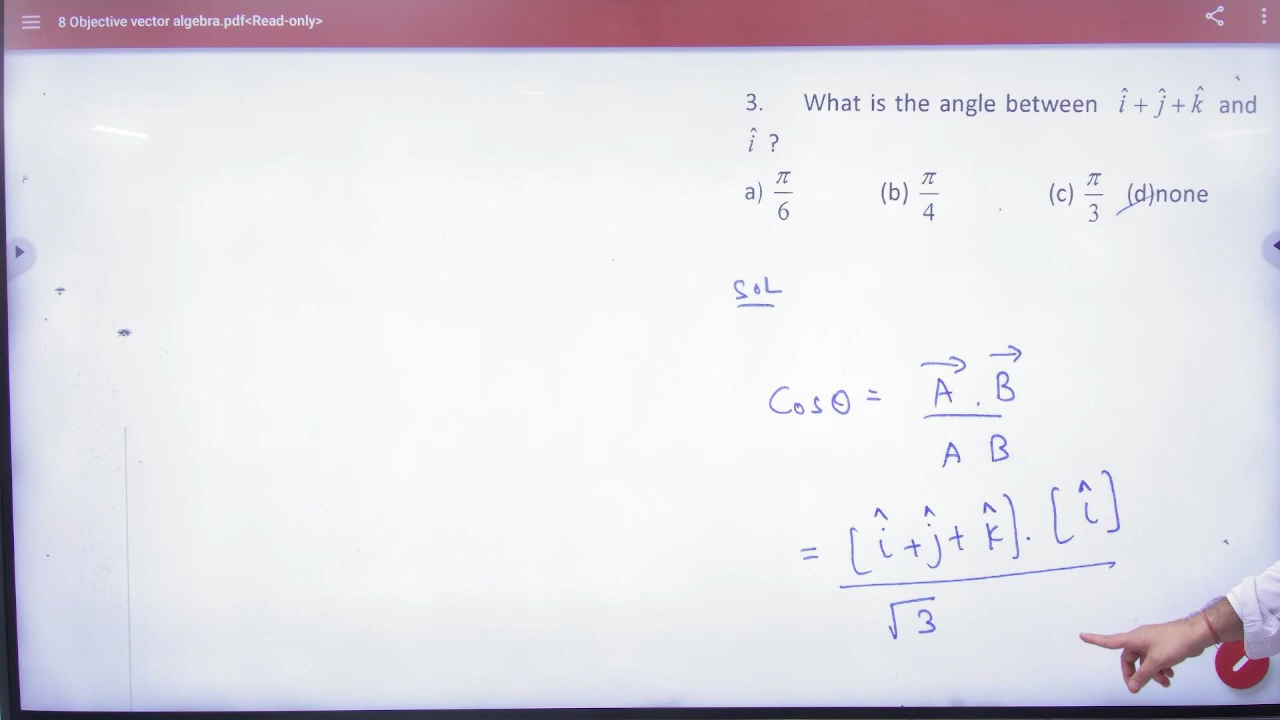 8 Objective vector algebra.pdf<Read-only>
3. What is the angle between î + ĵ + k̂ and
î ?
a) π/6 (b) π/4 (c) π/3 (d)none
SOL
Cosθ = A⃗ . B⃗ / A B
= [î + ĵ + k̂] . [î] / √3